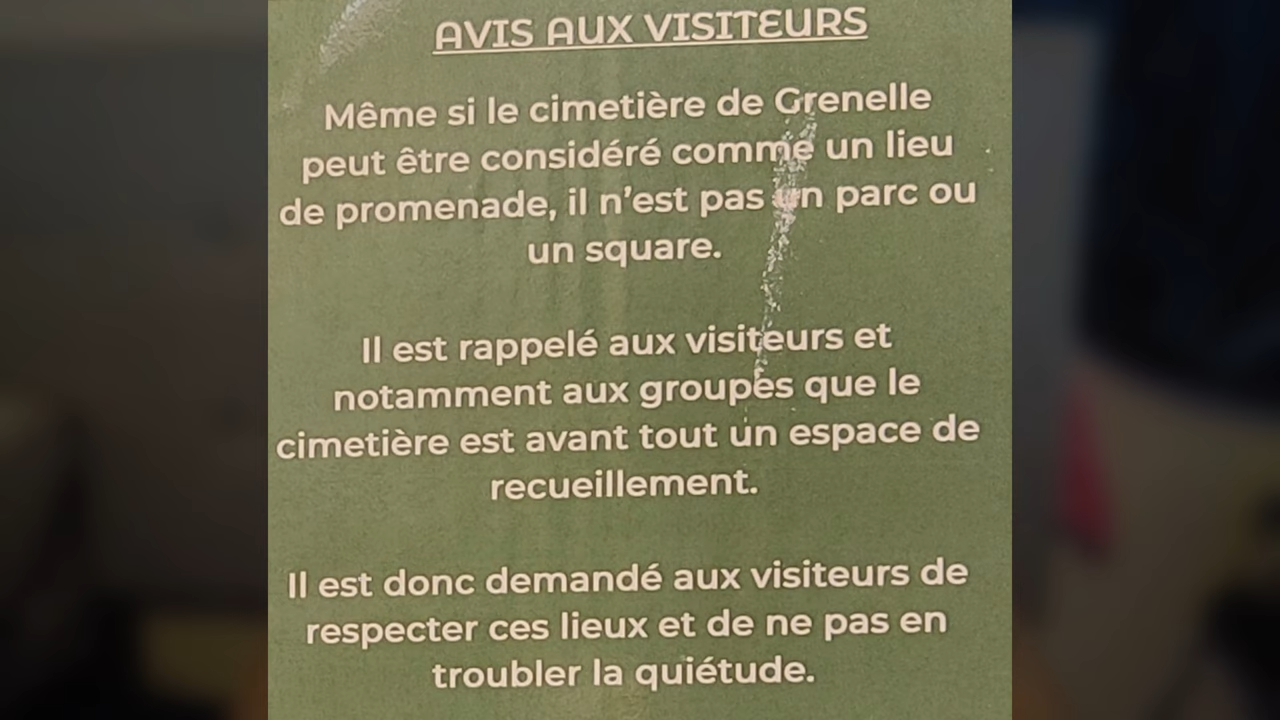 AVIS AUX VISITEURS
Même si le cimetière de Grenelle
peut être considéré comme un lieu
de promenade, il n'est pas un parc ou
un square.
Il est rappelé aux visiteurs et
notamment aux groupes que le
cimetière est avant tout un espace de
recueillement.
Il est donc demandé aux visiteurs de
respecter ces lieux et de ne pas en
troubler la quiétude.